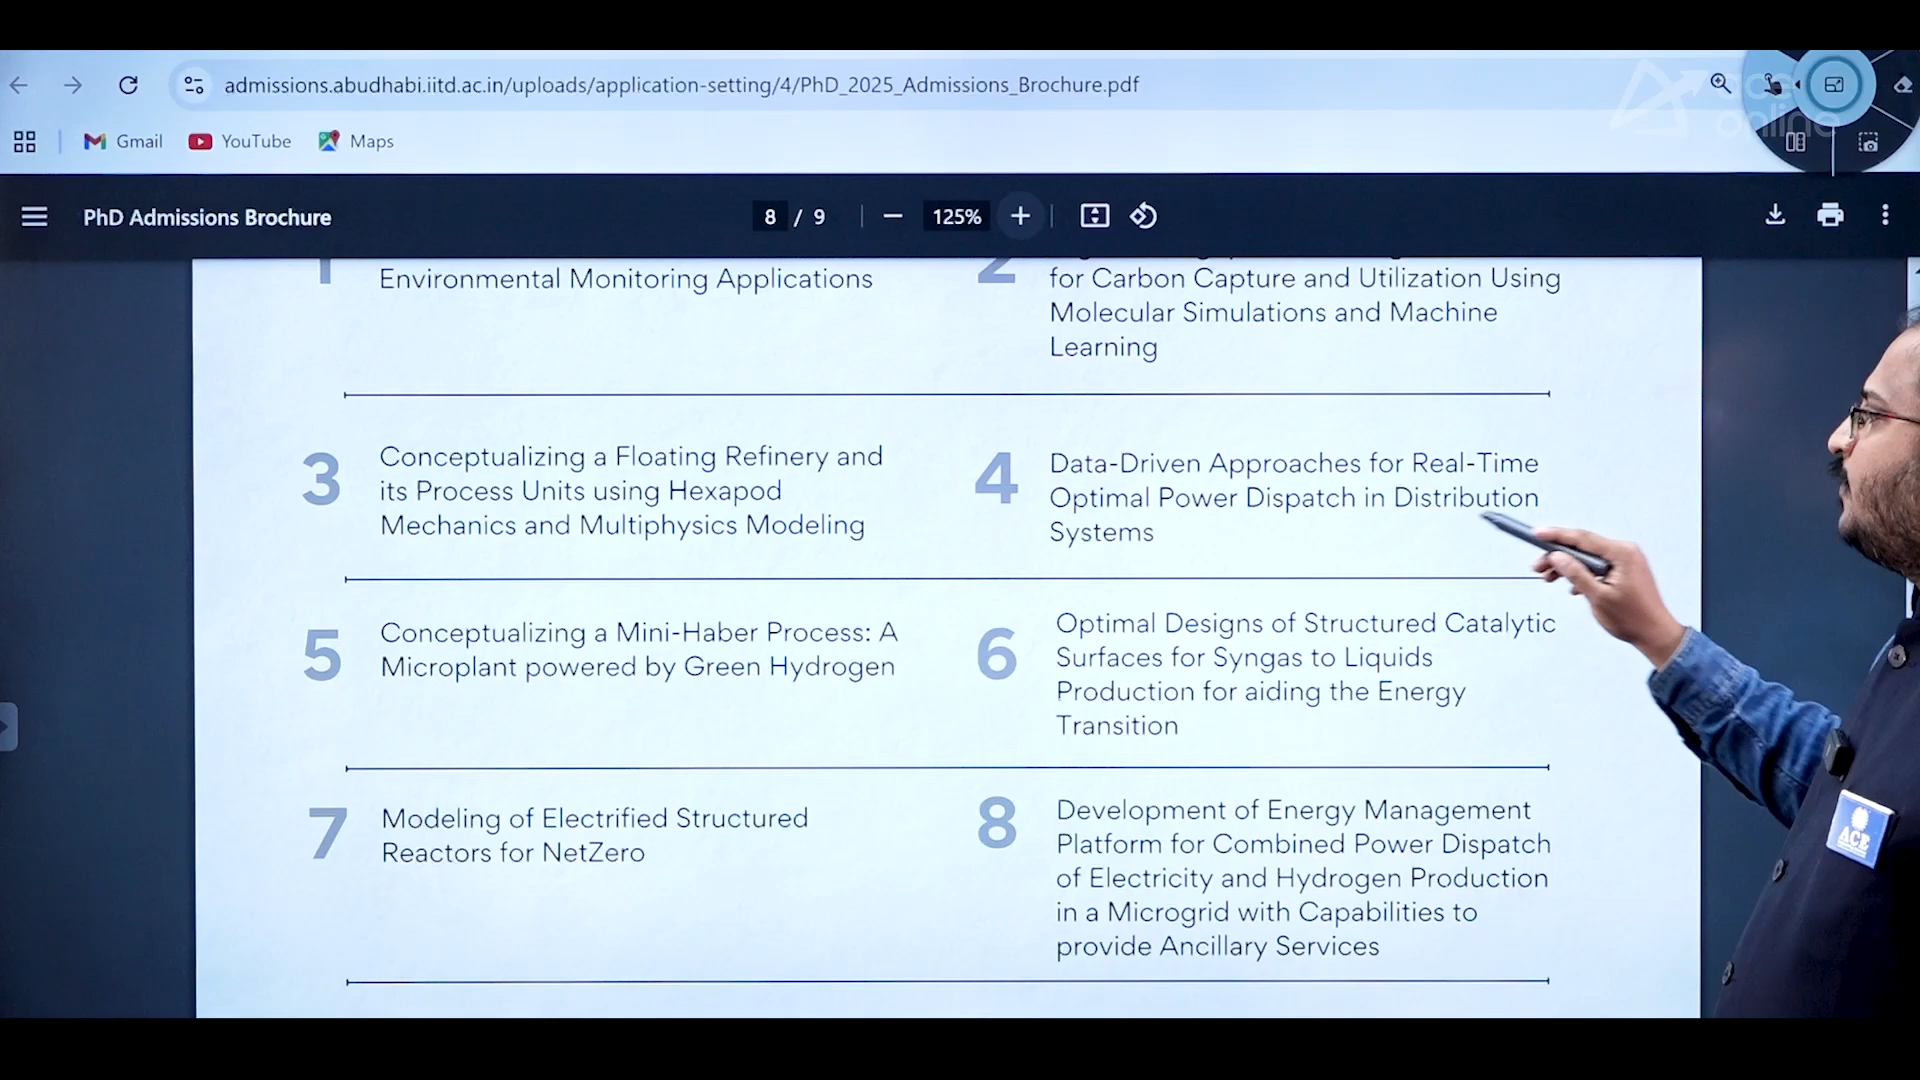 admissions.abudhabi.iitd.ac.in/uploads/application-setting/4/PhD_2025_Admissions_Brochure.pdf
ace online
Gmail YouTube Maps
PhD Admissions Brochure 8 / 9 125%
1 Environmental Monitoring Applications
2
for Carbon Capture and Utilization Using
Molecular Simulations and Machine
Learning
3 Conceptualizing a Floating Refinery and
its Process Units using Hexapod
Mechanics and Multiphysics Modeling
4 Data-Driven Approaches for Real-Time
Optimal Power Dispatch in Distribution
Systems
5 Conceptualizing a Mini-Haber Process: A
Microplant powered by Green Hydrogen
6 Optimal Designs of Structured Catalytic
Surfaces for Syngas to Liquids
Production for aiding the Energy
Transition
7 Modeling of Electrified Structured
Reactors for NetZero
8 Development of Energy Management
Platform for Combined Power Dispatch
of Electricity and Hydrogen Production
in a Microgrid with Capabilities to
provide Ancillary Services
ACE